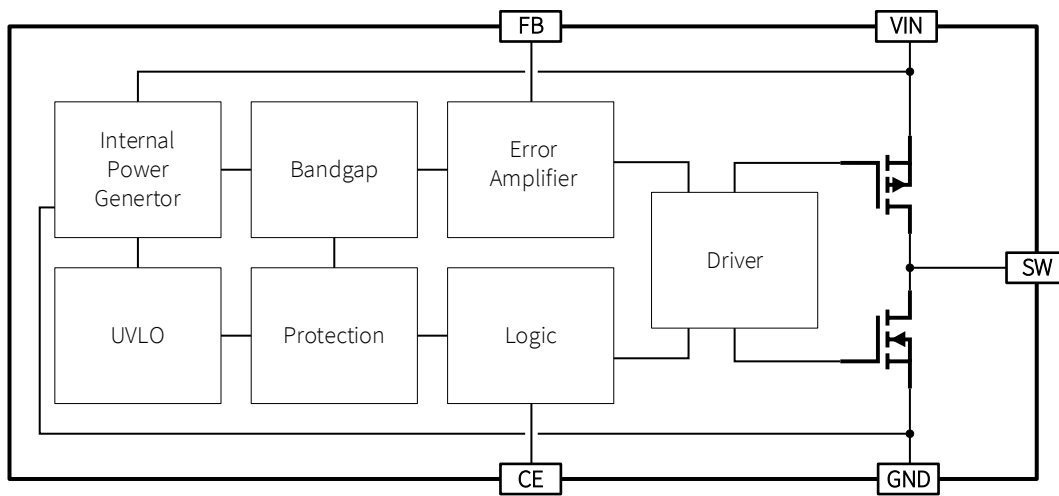 FB
VIN
Internal
Power
Genertor
Bandgap
Error
Amplifier
Driver
SW
UVLO
Protection
Logic
CE
GND